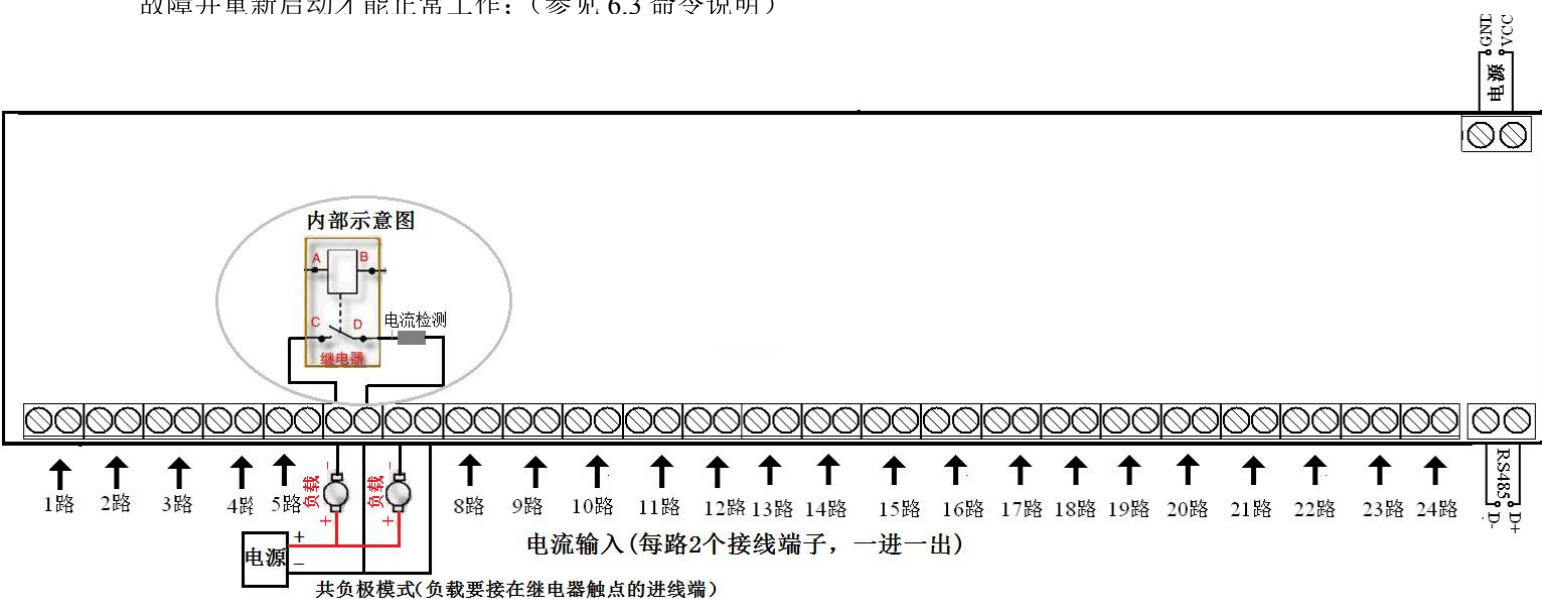 故障并重新启动才能正常工作；（参见 6.3 命令说明）
GND
VCC
电源
内部示意图
A
B
C
D
电流检测
继电器
1路
2路
3路
4路
5路
负载
-
+
负载
-
+
8路
9路
10路
11路
12路
13路
14路
15路
16路
17路
18路
19路
20路
21路
22路
23路
24路
RS485
D-
D+
电源
+
-
电流输入(每路2个接线端子，一进一出)
共负极模式(负载要接在继电器触点的进线端)